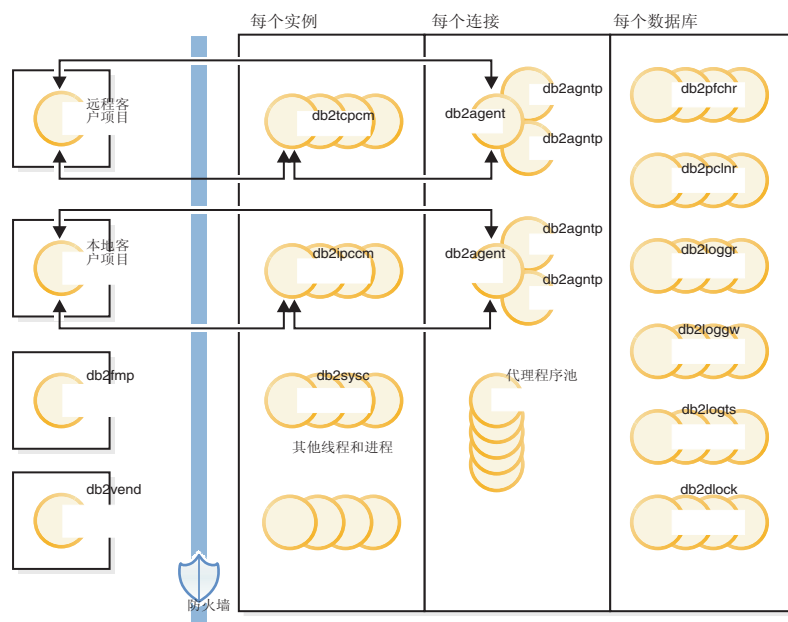 每个实例
每个连接
每个数据库
远程客
户项目
db2tcpcm
db2agent
db2agntp
db2agntp
db2pfchr
db2pclnr
本地客
户项目
db2ipccm
db2agent
db2agntp
db2agntp
db2loggr
db2loggw
db2fmp
db2sysc
其他线程和进程
代理程序池
db2logts
db2vend
db2dlock
防火墙